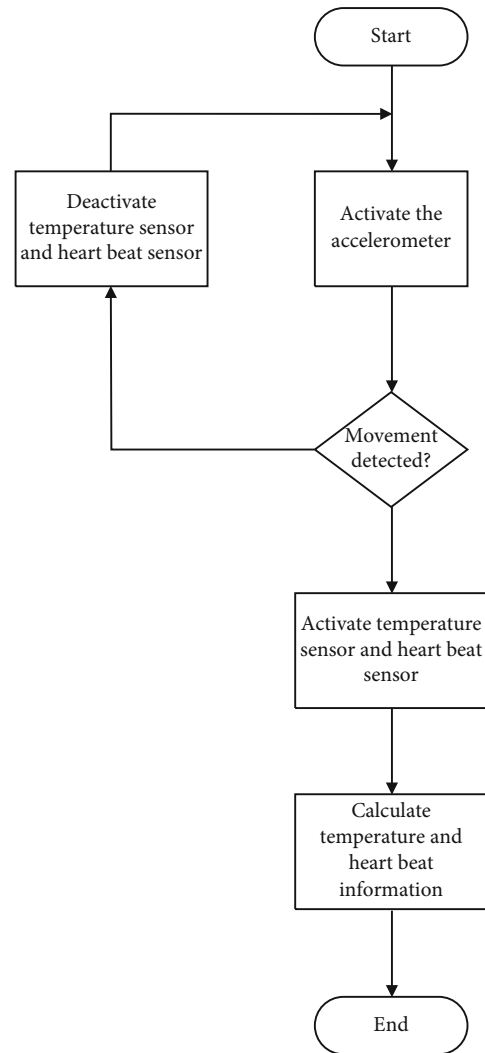 Start
Deactivate
temperature sensor
and heart beat sensor
Activate the
accelerometer
Movement
detected?
Activate temperature
sensor and heart beat
sensor
Calculate
temperature and
heart beat
information
End